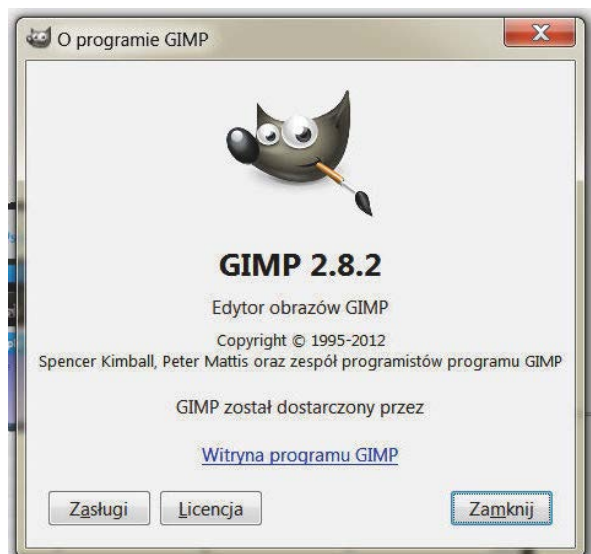 O programie GIMP
GIMP 2.8.2
Edytor obrazów GIMP
Copyright © 1995-2012
Spencer Kimball, Peter Mattis oraz zespół programistów programu GIMP
GIMP został dostarczony przez
Witryna programu GIMP
Zasługi Licencja Zamknij